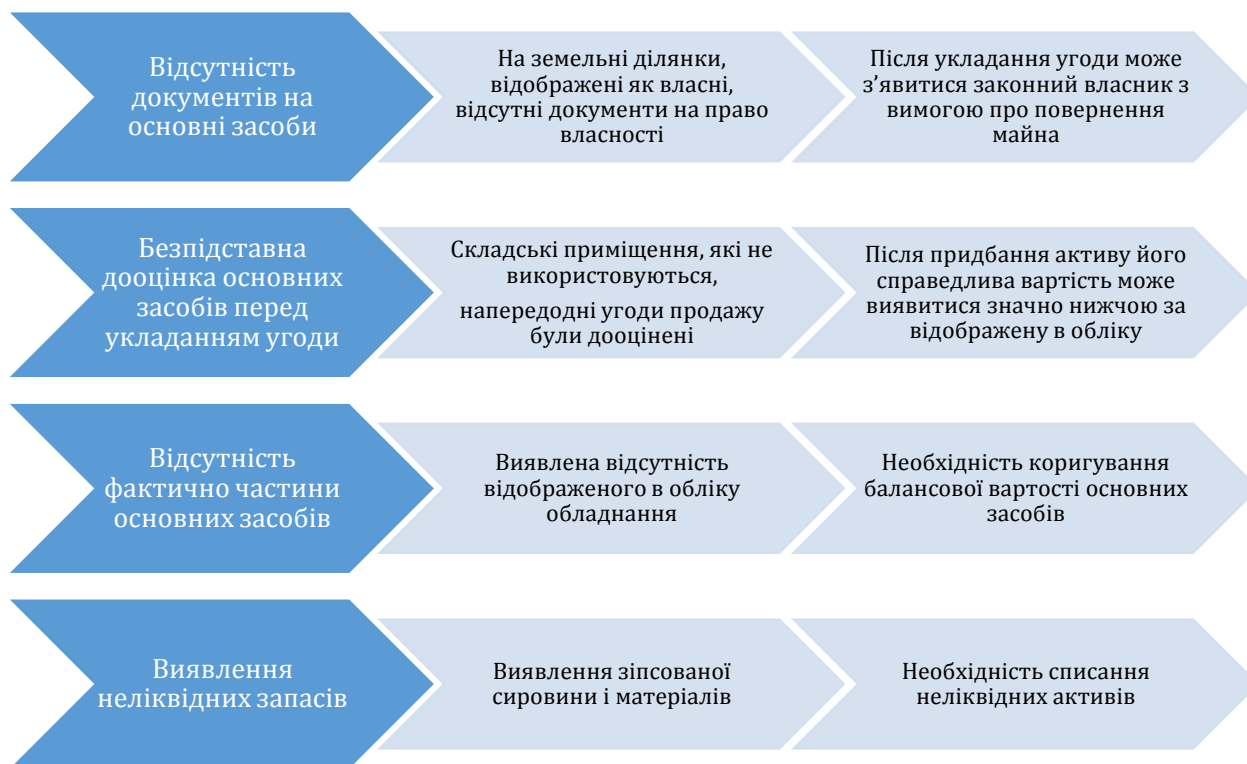 Відсутність
документів на
основні засоби
На земельні ділянки,
відображені як власні,
відсутні документи на право
власності
Після укладання угоди може
з’явитися законний власник з
вимогою про повернення
майна
Безпідставна
дооцінка основних
засобів перед
укладанням угоди
Складські приміщення, які не
використовуються,
напередодні угоди продажу
були дооцінені
Після придбання активу його
справедлива вартість може
виявитися значно нижчою за
відображену в обліку
Відсутність
фактично частини
основних засобів
Виявлена відсутність
відображеного в обліку
обладнання
Необхідність коригування
балансової вартості основних
засобів
Виявлення
неліквідних запасів
Виявлення зіпсованої
сировини і матеріалів
Необхідність списання
неліквідних активів